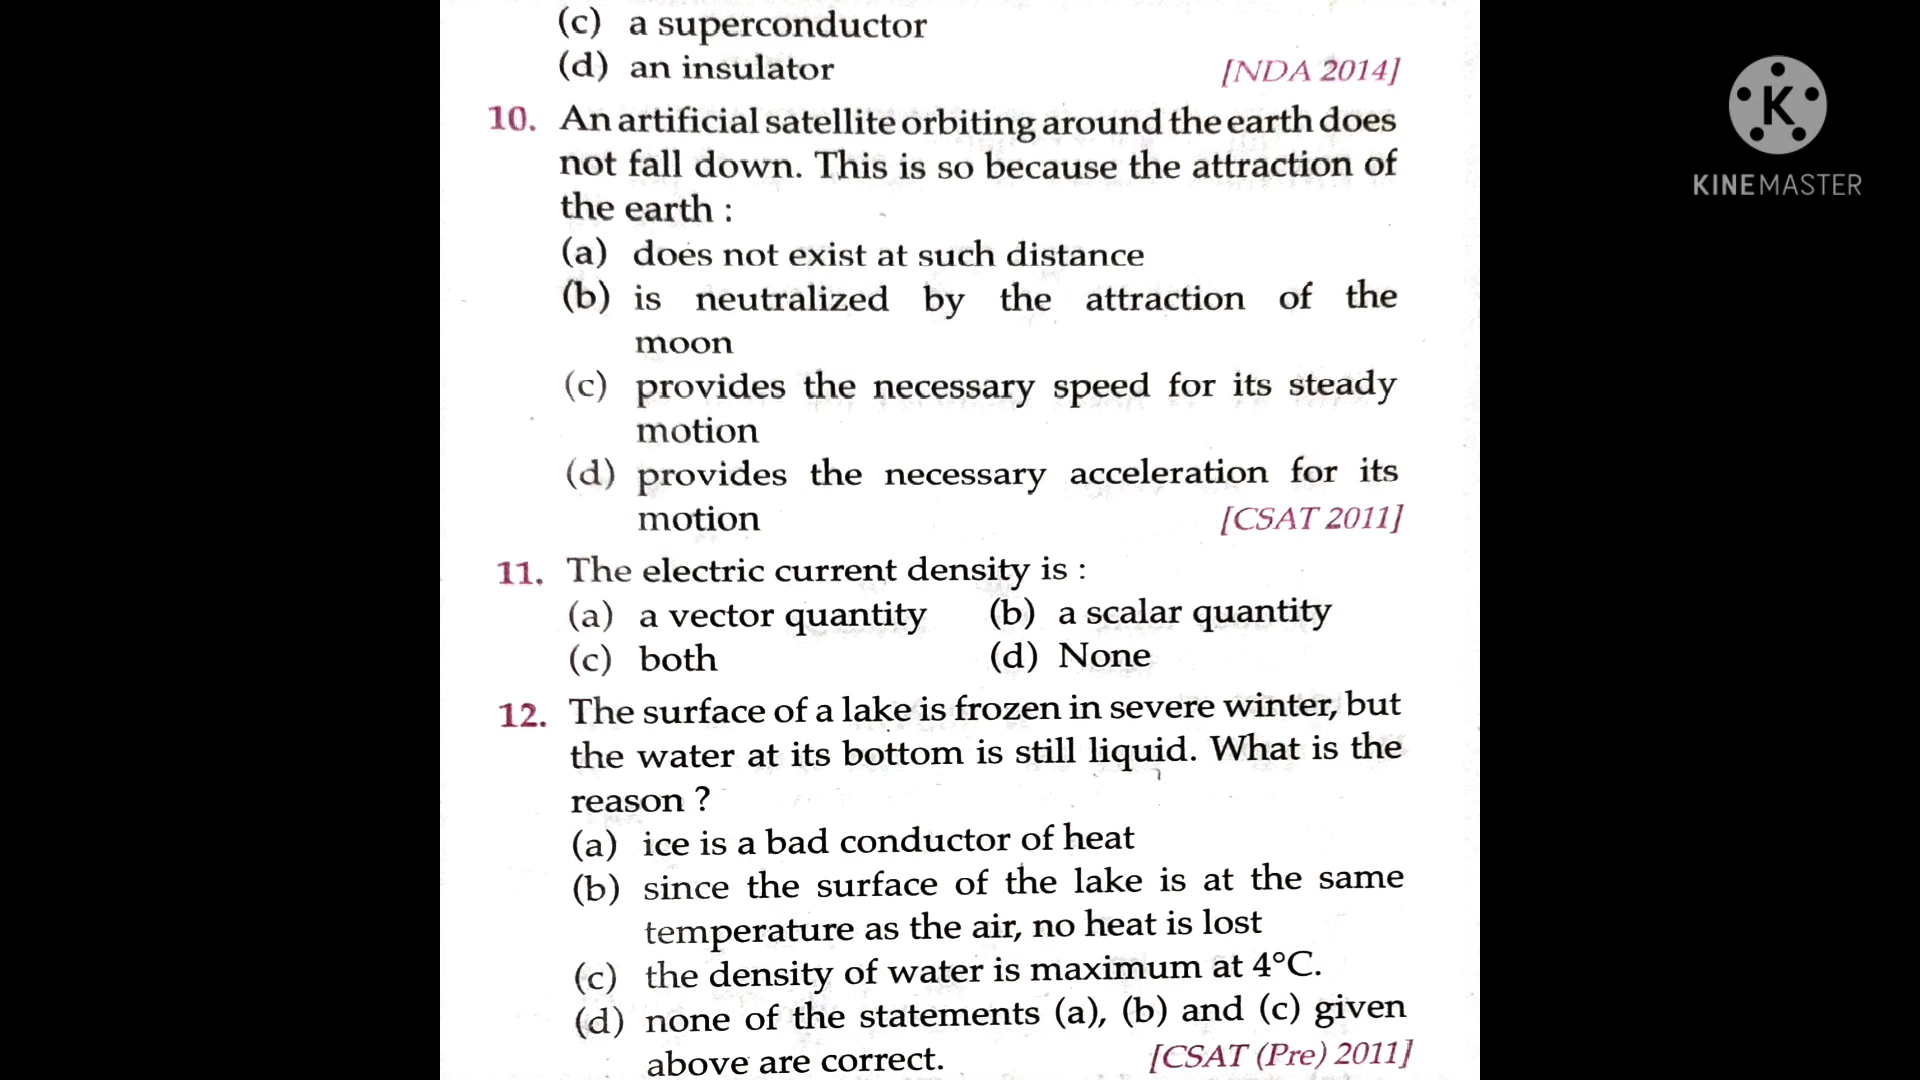 (c) a superconductor
(d) an insulator [NDA 2014]
10. An artificial satellite orbiting around the earth does
not fall down. This is so because the attraction of
the earth :
(a) does not exist at such distance
(b) is neutralized by the attraction of the
moon
(c) provides the necessary speed for its steady
motion
(d) provides the necessary acceleration for its
motion [CSAT 2011]
11. The electric current density is :
(a) a vector quantity (b) a scalar quantity
(c) both (d) None
12. The surface of a lake is frozen in severe winter, but
the water at its bottom is still liquid. What is the
reason ?
(a) ice is a bad conductor of heat
(b) since the surface of the lake is at the same
temperature as the air, no heat is lost
(c) the density of water is maximum at 4°C.
(d) none of the statements (a), (b) and (c) given
above are correct. [CSAT (Pre) 2011]
K
KINEMASTER